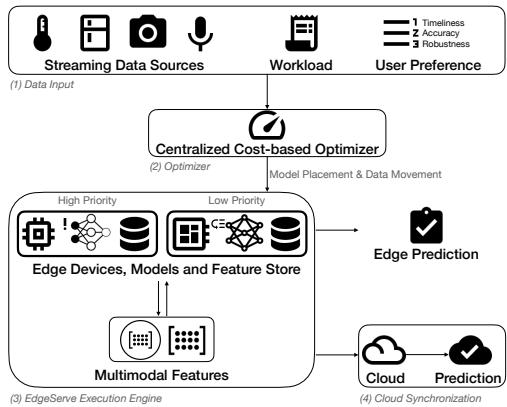 1 Timeliness
2 Accuracy
3 Robustness
Streaming Data Sources
Workload
User Preference
(1) Data Input
Centralized Cost-based Optimizer
(2) Optimizer
Model Placement & Data Movement
High Priority
Low Priority
!
Edge Devices, Models and Feature Store
Edge Prediction
Multimodal Features
Cloud
Prediction
(3) EdgeServe Execution Engine
(4) Cloud Synchronization